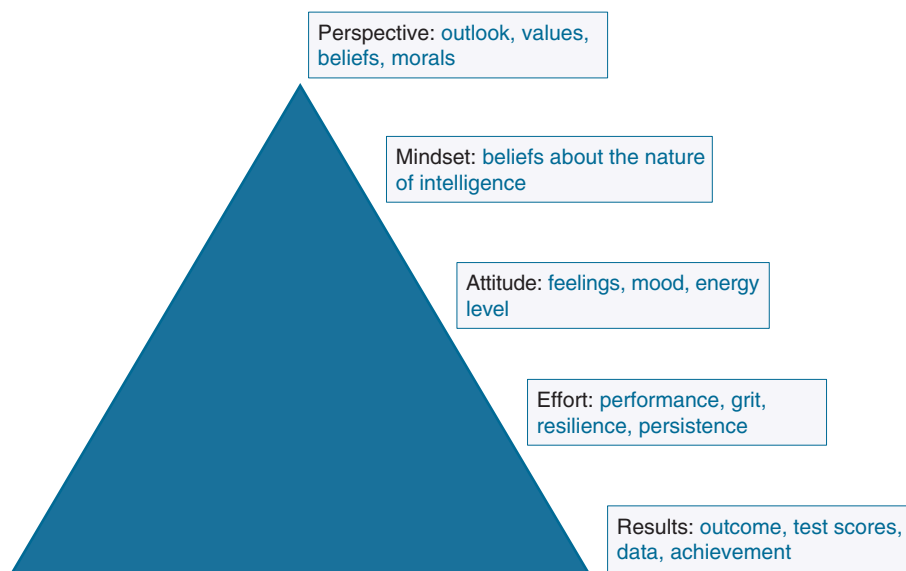 Perspective: outlook, values,
beliefs, morals
Mindset: beliefs about the nature
of intelligence
Attitude: feelings, mood, energy
level
Effort: performance, grit,
resilience, persistence
Results: outcome, test scores,
data, achievement